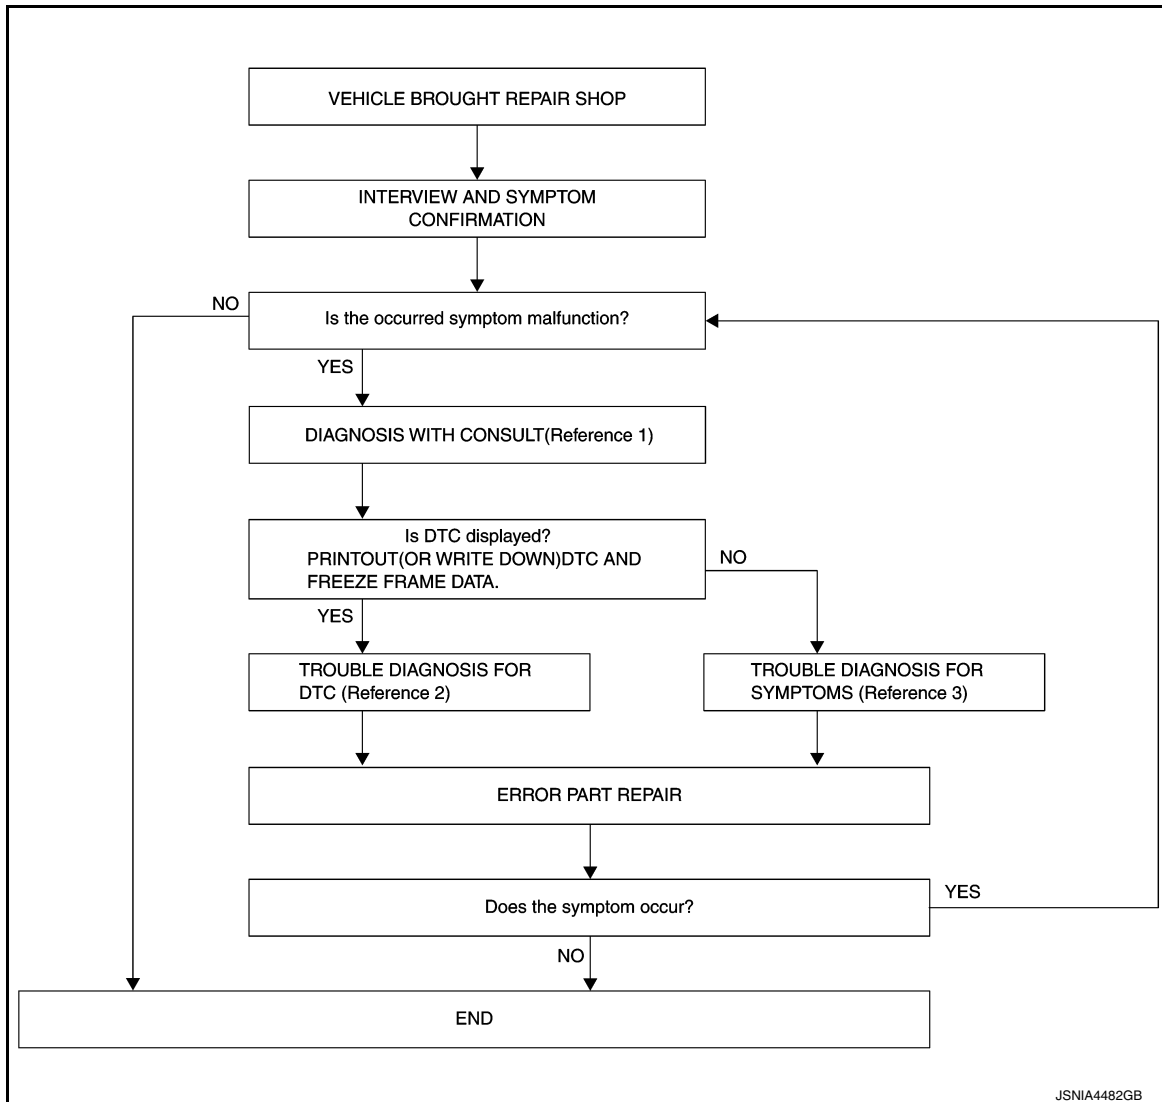 VEHICLE BROUGHT REPAIR SHOP
INTERVIEW AND SYMPTOM
CONFIRMATION
NO
Is the occurred symptom malfunction?
YES
DIAGNOSIS WITH CONSULT(Reference 1)
Is DTC displayed?
PRINTOUT(OR WRITE DOWN)DTC AND
FREEZE FRAME DATA.
NO
YES
TROUBLE DIAGNOSIS FOR
DTC (Reference 2)
TROUBLE DIAGNOSIS FOR
SYMPTOMS (Reference 3)
ERROR PART REPAIR
Does the symptom occur?
YES
NO
END
JSNIA4482GB